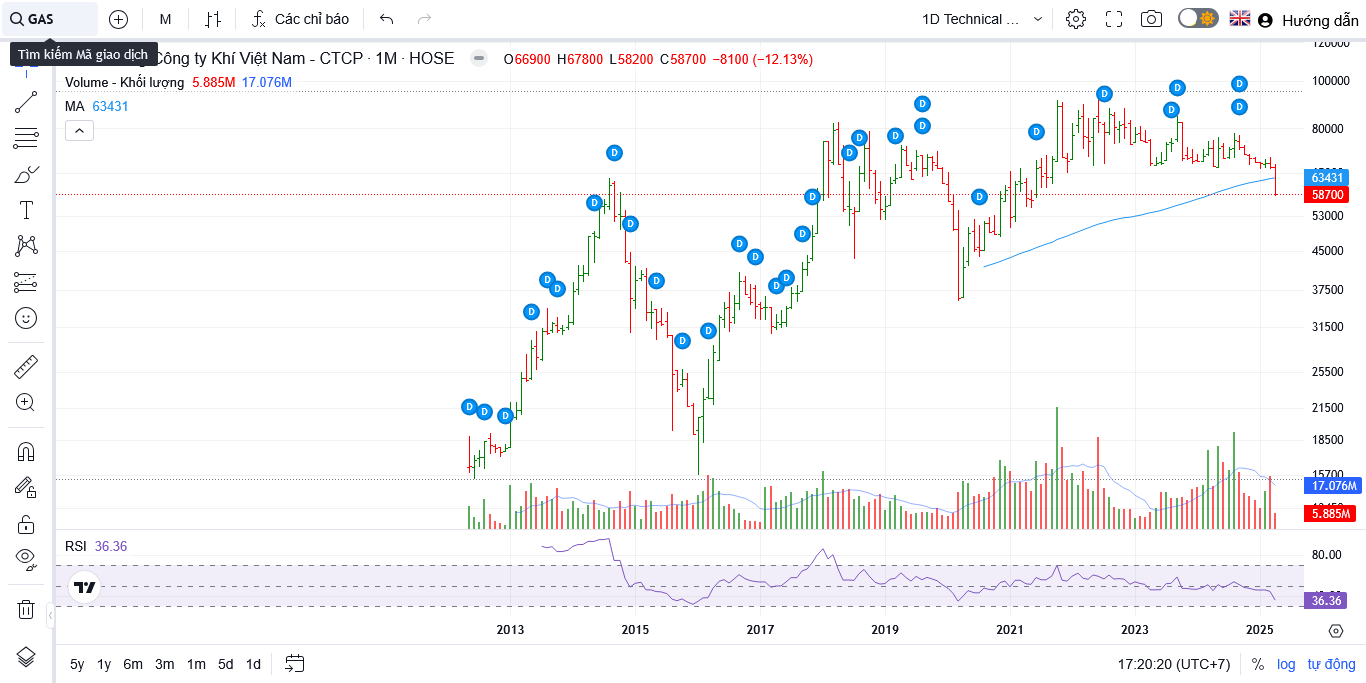 GAS
M
Các chỉ báo
1D Technical ...
Hướng dẫn
Tìm kiếm Mã giao dịch
Công ty Khí Việt Nam - CTCP · 1M · HOSE
O66900 H67800 L58200 C58700 −8100 (−12.13%)
Volume - Khối lượng 5.885M 17.076M
MA 63431
120000
100000
80000
63431
58700
53000
45000
37500
31500
25500
21500
18500
15700
17.076M
5.885M
D D D D D D D D D D D D D D D D D D D D D D D D D D D D D D
RSI 36.36
80.00
36.36
2013 2015 2017 2019 2021 2023 2025
5y 1y 6m 3m 1m 5d 1d
17:20:20 (UTC+7) % log tự động